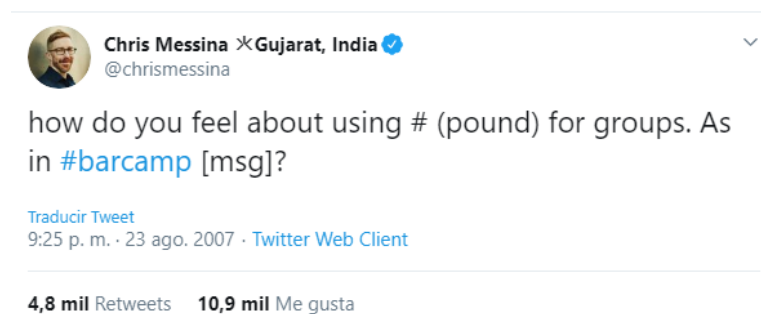 Chris Messina 🞷Gujarat, India
@chrismessina
how do you feel about using # (pound) for groups. As
in #barcamp [msg]?
Traducir Tweet
9:25 p. m. · 23 ago. 2007 · Twitter Web Client
4,8 mil Retweets 10,9 mil Me gusta